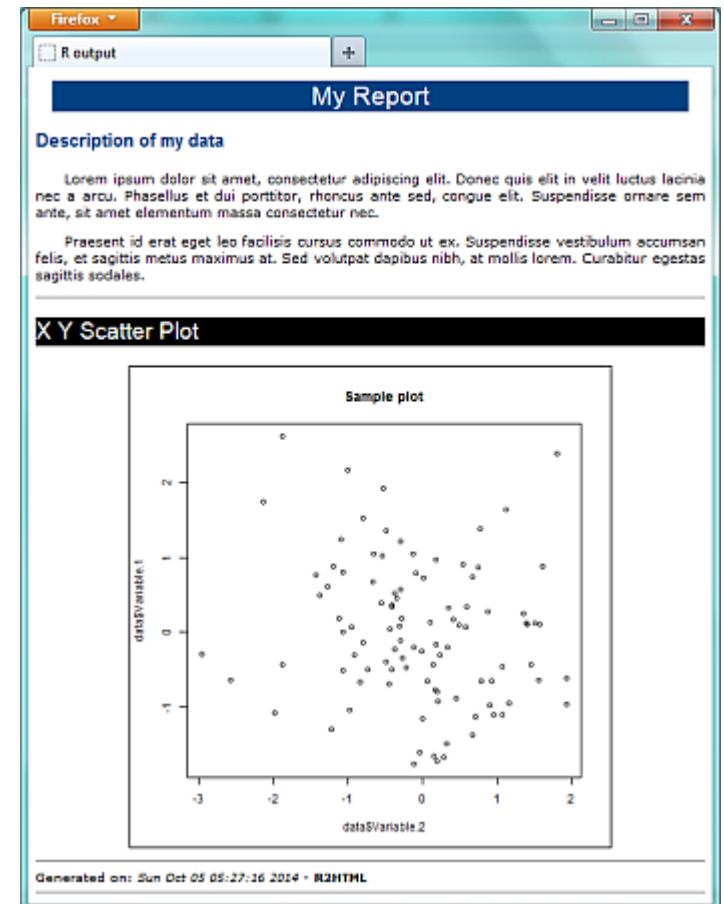 Firefox
R output
My Report
Description of my data
Lorem ipsum dolor sit amet, consectetur adipiscing elit. Donec quis elit in velit luctus lacinia
nec a arcu. Phasellus et dui porttitor, rhoncus ante sed, congue elit. Suspendisse ornare sem
ante, sit amet elementum massa consectetur nec.
Praesent id erat eget leo facilisis cursus commodo ut ex. Suspendisse vestibulum accumsan
felis, et sagittis metus maximus at. Sed volutpat dapibus nibh, at mollis lorem. Curabitur egestas
sagittis sodales.
X Y Scatter Plot
Sample plot
data$Variable.1
2
1
0
-1
-3 -2 -1 0 1 2
data$Variable.2
Generated on: Sun Oct 05 05:27:16 2014 - R2HTML